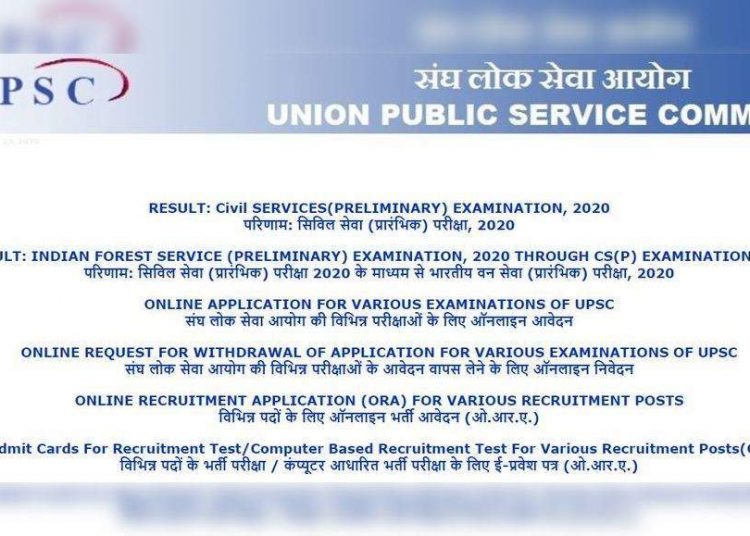 PSC
संघ लोक सेवा आयोग
UNION PUBLIC SERVICE COMM
RESULT: Civil SERVICES(PRELIMINARY) EXAMINATION, 2020
परिणाम: सिविल सेवा (प्रारंभिक) परीक्षा, 2020
ULT: INDIAN FOREST SERVICE (PRELIMINARY) EXAMINATION, 2020 THROUGH CS(P) EXAMINATION
परिणाम: सिविल सेवा (प्रारंभिक) परीक्षा 2020 के माध्यम से भारतीय वन सेवा (प्रारंभिक) परीक्षा, 2020
ONLINE APPLICATION FOR VARIOUS EXAMINATIONS OF UPSC
संघ लोक सेवा आयोग की विभिन्न परीक्षाओं के लिए ऑनलाइन आवेदन
ONLINE REQUEST FOR WITHDRAWAL OF APPLICATION FOR VARIOUS EXAMINATIONS OF UPSC
संघ लोक सेवा आयोग की विभिन्न परीक्षाओं के आवेदन वापस लेने के लिए ऑनलाइन निवेदन
ONLINE RECRUITMENT APPLICATION (ORA) FOR VARIOUS RECRUITMENT POSTS
विभिन्न पदों के लिए ऑनलाइन भर्ती आवेदन (ओ.आर.ए.)
dmit Cards For Recruitment Test/Computer Based Recruitment Test For Various Recruitment Posts(
विभिन्न पदों के भर्ती परीक्षा / कंप्यूटर आधारित भर्ती परीक्षा के लिए ई-प्रवेश पत्र (ओ.आर.ए.)